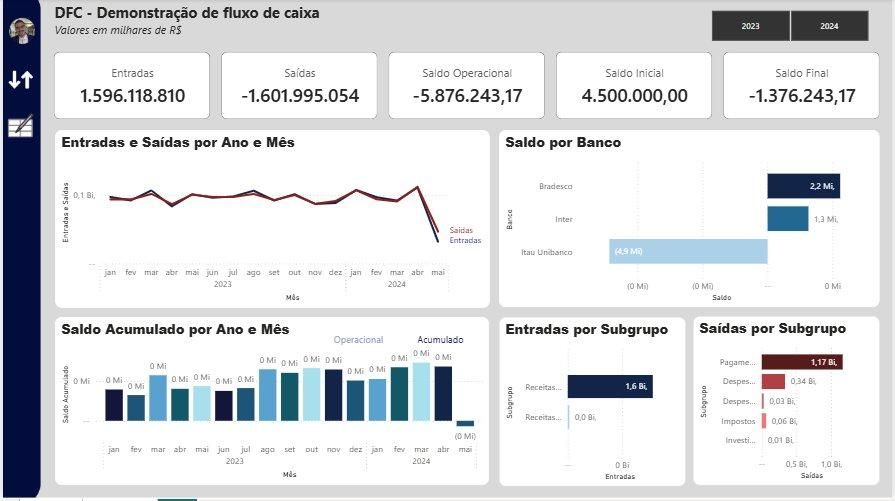 DFC - Demonstração de fluxo de caixa
Valores em milhares de R$
2023
2024
Entradas
1.596.118.810
Saídas
-1.601.995.054
Saldo Operacional
-5.876.243,17
Saldo Inicial
4.500.000,00
Saldo Final
-1.376.243,17
Entradas e Saídas por Ano e Mês
Entradas e Saídas
0,1 Bi,
--
Saídas
Entradas
jan fev mar abr mai jun jul ago set out nov dez jan fev mar abr mai
2023 2024
Mês
Saldo por Banco
Banco
Bradesco 2,2 Mi,
Inter 1,3 Mi,
Itau Unibanco (4,9 Mi)
(0 Mi) (0 Mi) -- 0 Mi
Saldo
Saldo Acumulado por Ano e Mês
Operacional Acumulado
Saldo Acumulado
0 Mi
--
0 Mi 0 Mi 0 Mi 0 Mi 0 Mi 0 Mi 0 Mi 0 Mi 0 Mi 0 Mi 0 Mi 0 Mi 0 Mi 0 Mi 0 Mi 0 Mi (0 Mi)
jan fev mar abr mai jun jul ago set out nov dez jan fev mar abr mai
2023 2024
Mês
Entradas por Subgrupo
Subgrupo
Receitas... 1,6 Bi,
Receitas... 0,0 Bi,
-- 0 Bi
Entradas
Saídas por Subgrupo
Subgrupo
Pagame... 1,17 Bi,
Despes... 0,34 Bi,
Despes... 0,03 Bi,
Impostos 0,06 Bi,
Investi... 0,01 Bi,
-- 0,5 Bi, 1,0 Bi,
Saídas